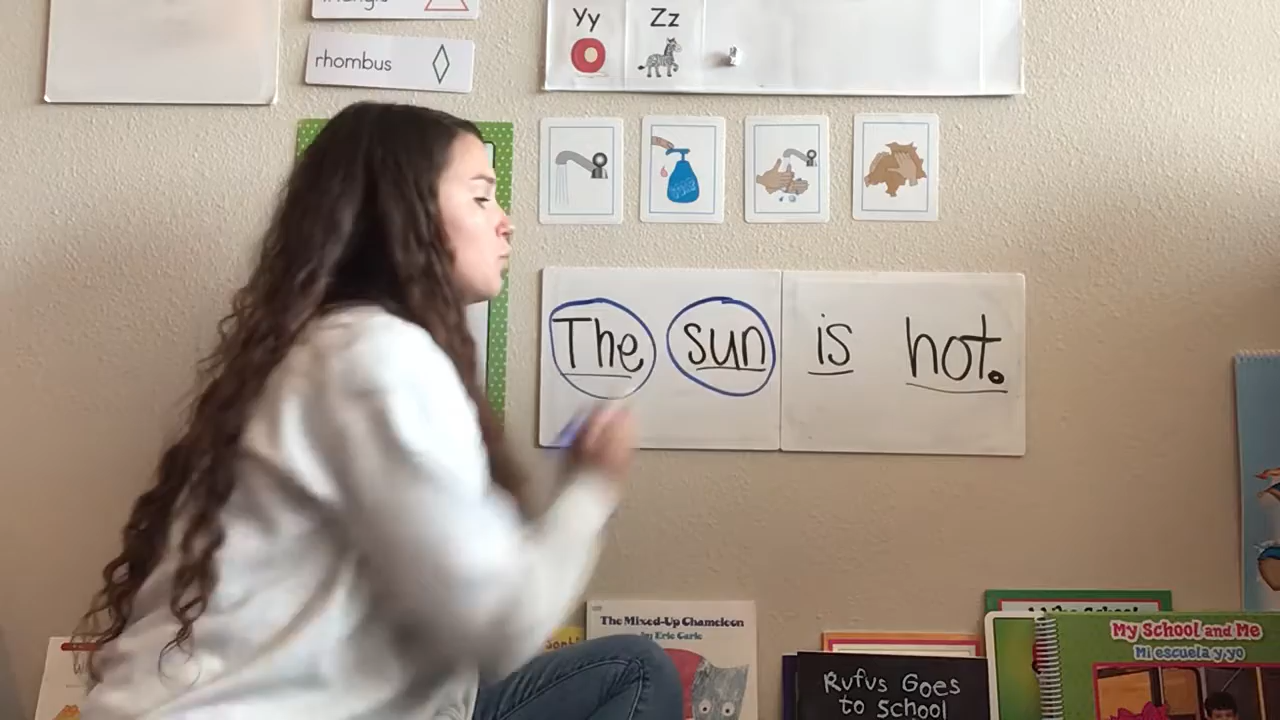 rhombus
Yy Zz
The sun is hot.
The Mixed-Up Chameleon
by Eric Carle
My School and Me
Mi escuela y yo
Rufus Goes
to School